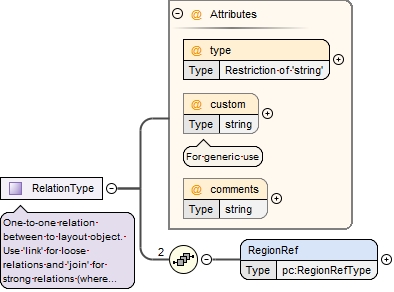 @ Attributes
@ type
Type Restriction of 'string'
@ custom
Type string
For generic use
@ comments
Type string
RelationType
One-to-one relation
between to layout object.
Use 'link' for loose
relations and 'join' for
strong relations (where...
2
RegionRef
Type pc:RegionRefType